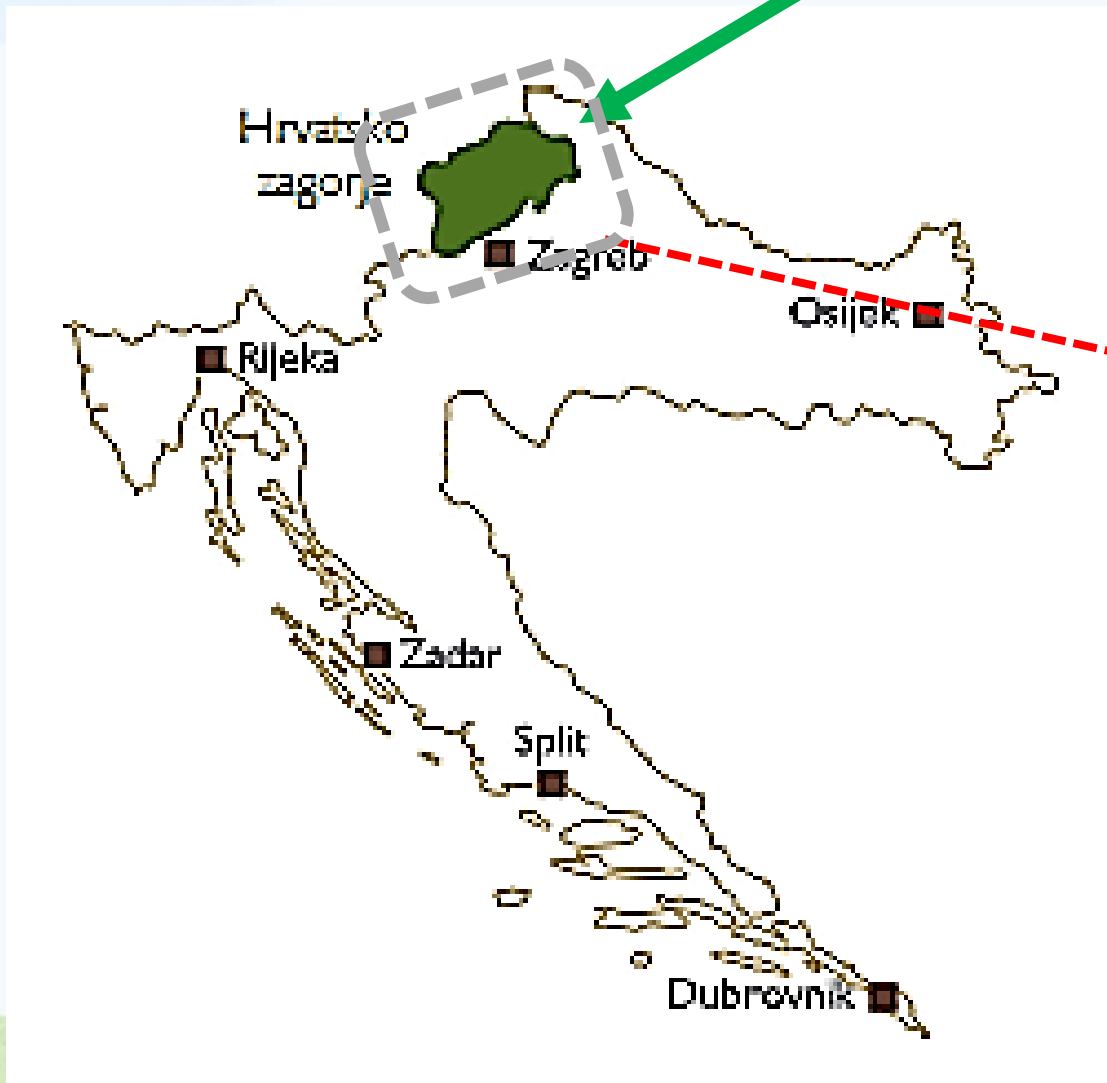 Hrvatsko
zagorje
Zagreb
Osijek
Rijeka
Zadar
Split
Dubrovnik